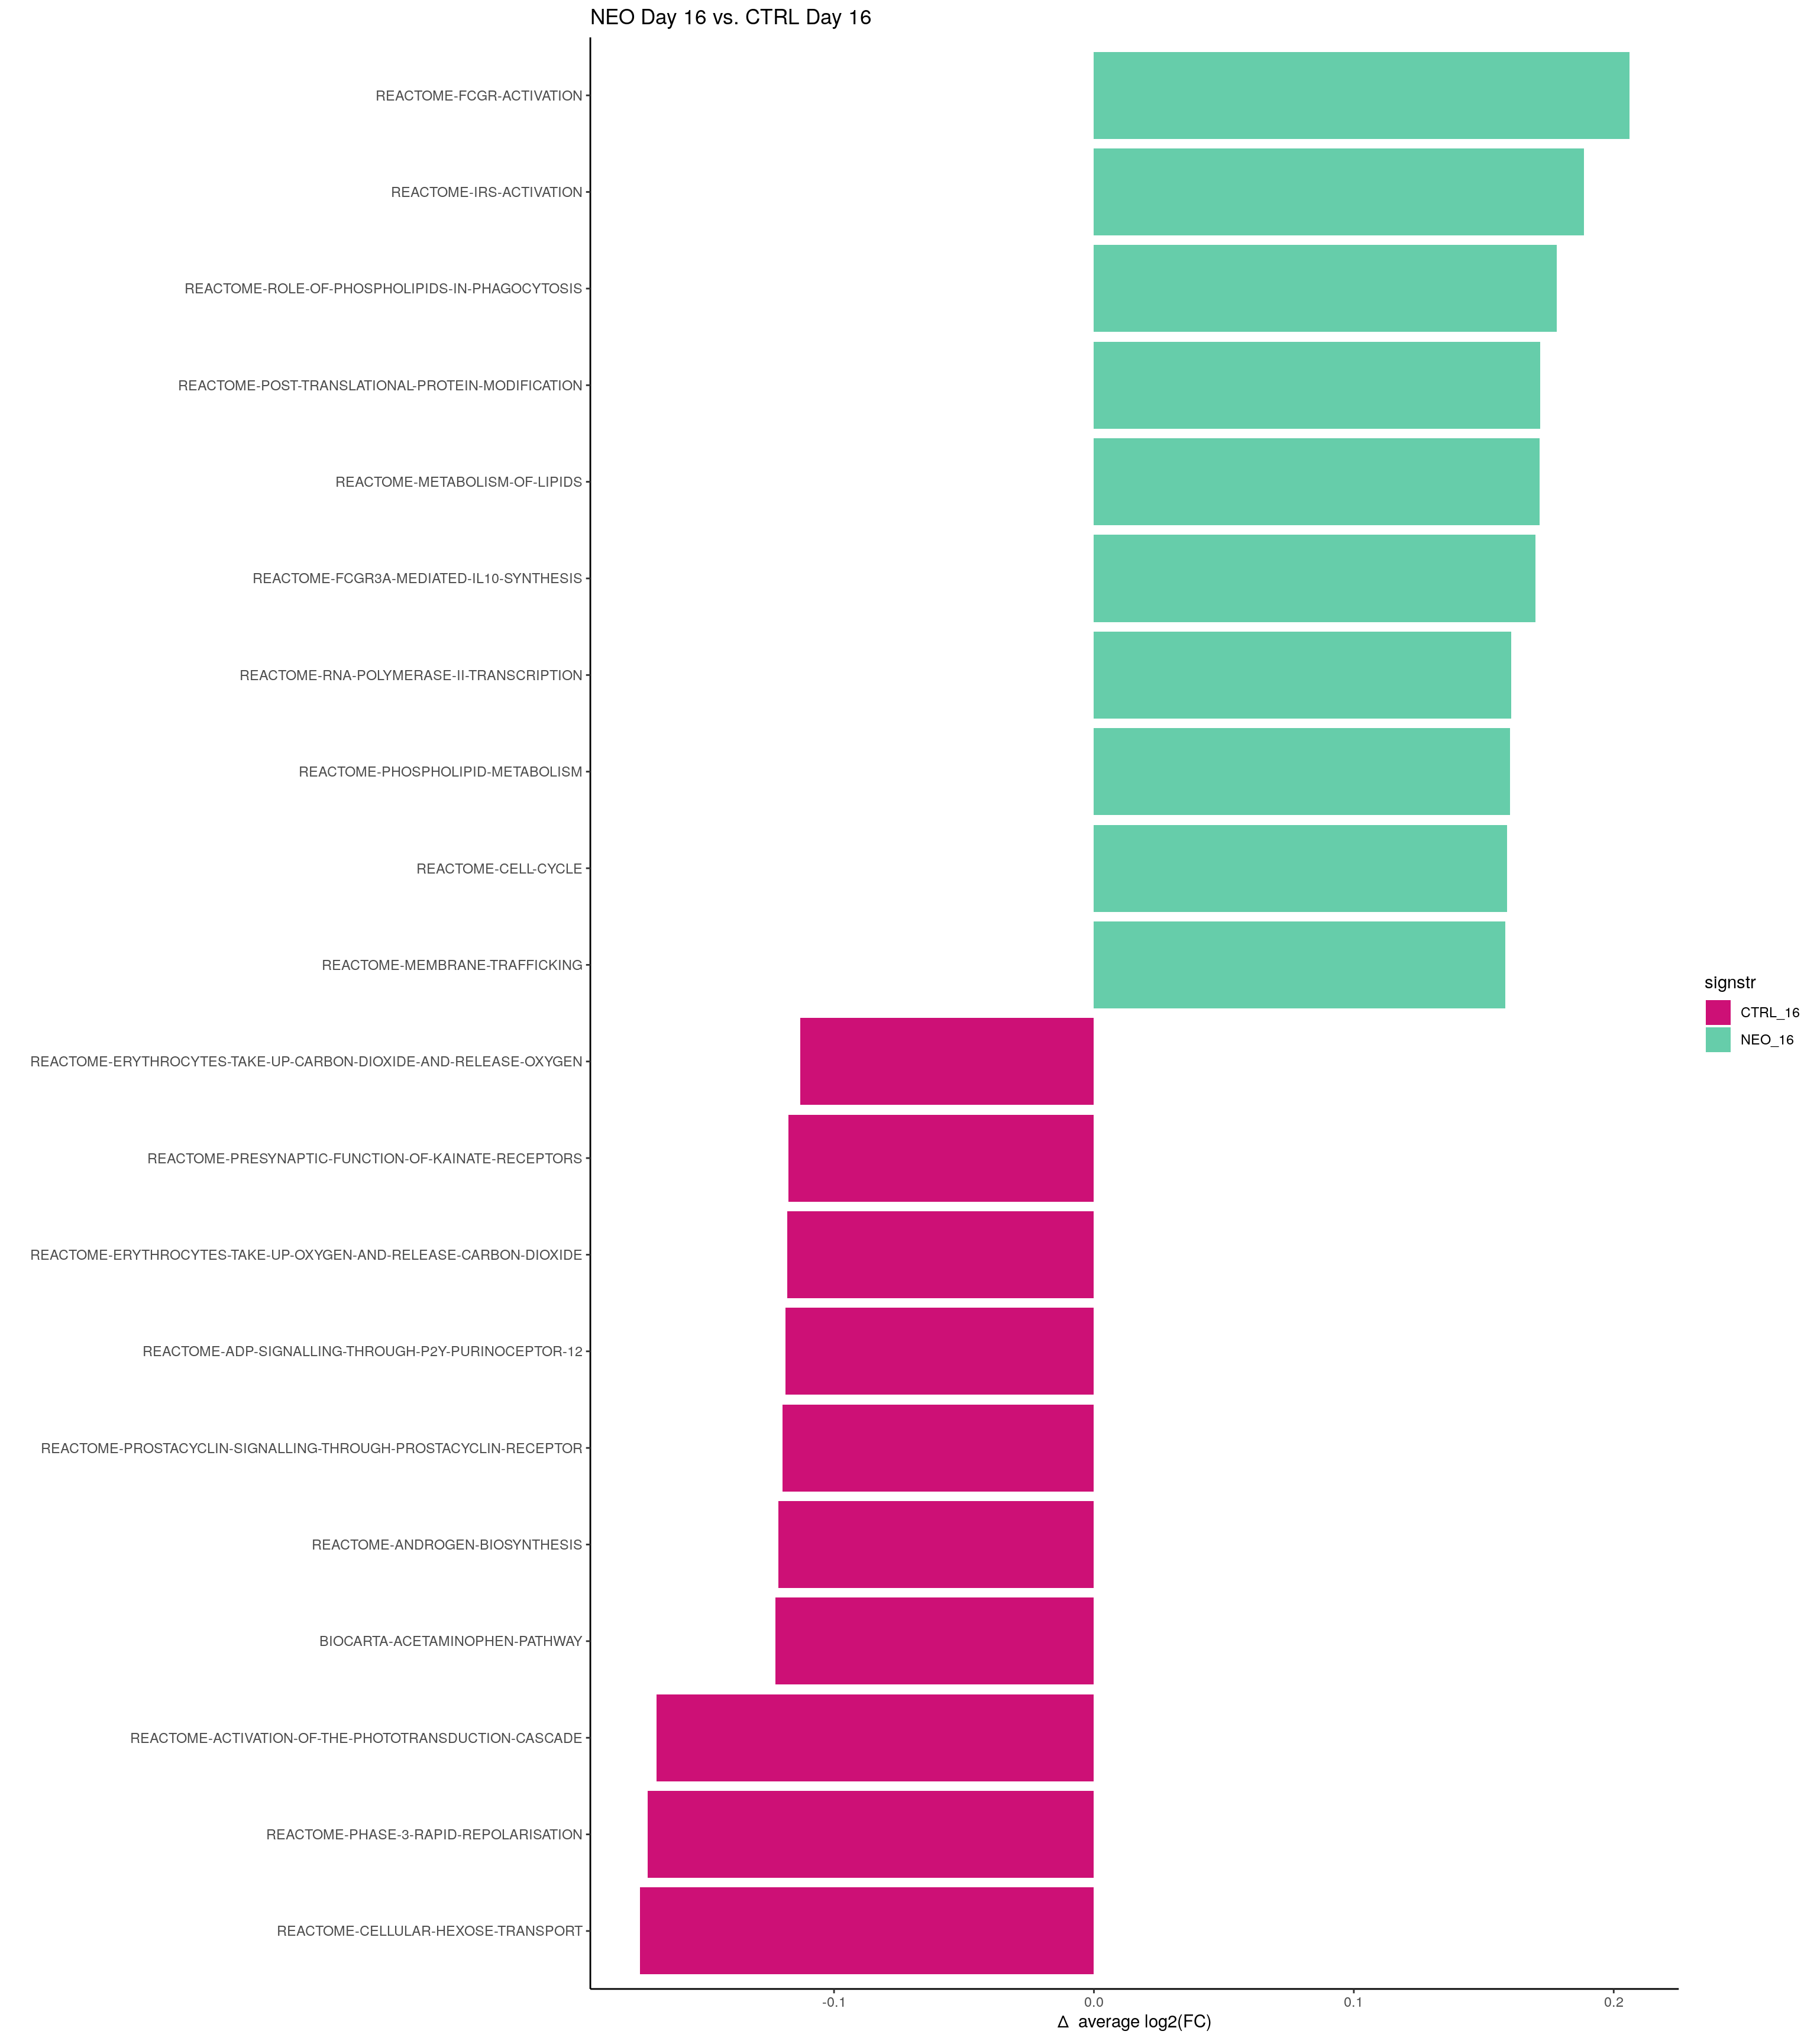 NEO Day 16 vs. CTRL Day 16
REACTOME-FCGR-ACTIVATION
REACTOME-IRS-ACTIVATION
REACTOME-ROLE-OF-PHOSPHOLIPIDS-IN-PHAGOCYTOSIS
REACTOME-POST-TRANSLATIONAL-PROTEIN-MODIFICATION
REACTOME-METABOLISM-OF-LIPIDS
REACTOME-FCGR3A-MEDIATED-IL10-SYNTHESIS
REACTOME-RNA-POLYMERASE-II-TRANSCRIPTION
REACTOME-PHOSPHOLIPID-METABOLISM
REACTOME-CELL-CYCLE
REACTOME-MEMBRANE-TRAFFICKING
REACTOME-ERYTHROCYTES-TAKE-UP-CARBON-DIOXIDE-AND-RELEASE-OXYGEN
REACTOME-PRESYNAPTIC-FUNCTION-OF-KAINATE-RECEPTORS
REACTOME-ERYTHROCYTES-TAKE-UP-OXYGEN-AND-RELEASE-CARBON-DIOXIDE
REACTOME-ADP-SIGNALLING-THROUGH-P2Y-PURINOCEPTOR-12
REACTOME-PROSTACYCLIN-SIGNALLING-THROUGH-PROSTACYCLIN-RECEPTOR
REACTOME-ANDROGEN-BIOSYNTHESIS
BIOCARTA-ACETAMINOPHEN-PATHWAY
REACTOME-ACTIVATION-OF-THE-PHOTOTRANSDUCTION-CASCADE
REACTOME-PHASE-3-RAPID-REPOLARISATION
REACTOME-CELLULAR-HEXOSE-TRANSPORT
-0.1 0.0 0.1 0.2
Δ average log2(FC)
signstr
CTRL_16
NEO_16